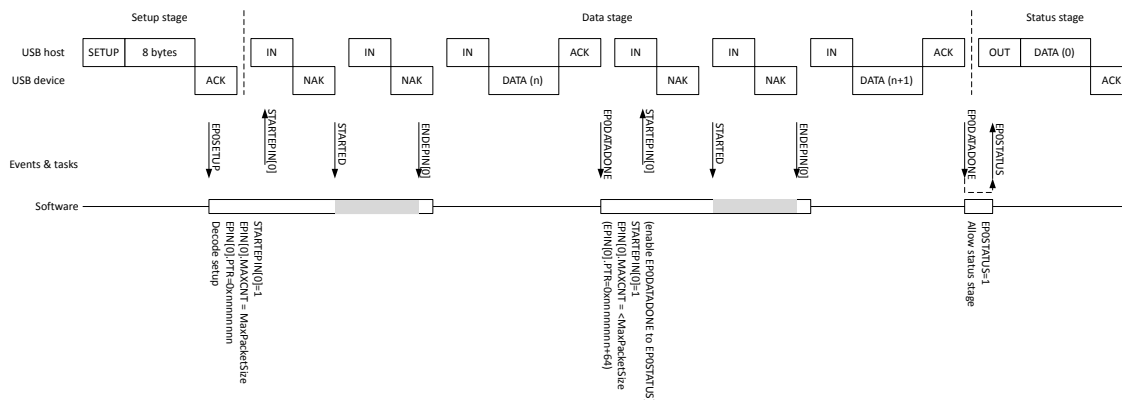 Setup stage
Data stage
Status stage
USB host
SETUP
8 bytes
IN
IN
IN
ACK
IN
IN
IN
ACK
OUT
DATA (0)
USB device
ACK
NAK
NAK
DATA (n)
NAK
NAK
DATA (n+1)
ACK
Events & tasks
EP0SETUP
STARTEPIN[0]
STARTED
ENDEPIN[0]
EP0DATADONE
STARTEPIN[0]
STARTED
ENDEPIN[0]
EP0DATADONE
EP0STATUS
Software
STARTEPIN[0]=1
EPIN[0].MAXCNT = MaxPacketSize
EPIN[0].PTR=0xnnnnnnnn
Decode setup
(enable EP0DATADONE to EP0STATUS
STARTEPIN[0]=1
EPIN[0].MAXCNT = <MaxPacketSize
(EPIN[0].PTR=0xnnnnnnnn+64)
EP0STATUS=1
Allow status stage